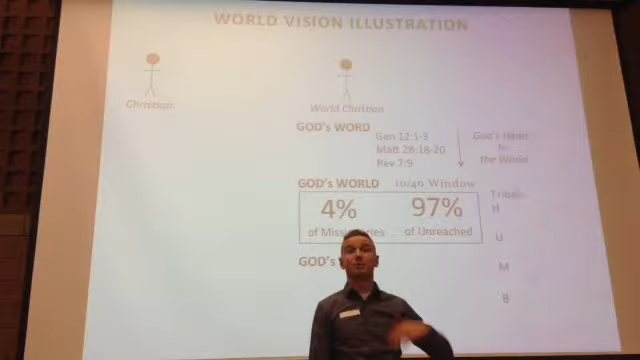 WORLD VISION ILLUSTRATION
Christian
World Christian
GOD's WORD
Gen 12:1-3
Matt 28:18-20
Rev 7:9
God's Heart
for
the World
GOD's WORLD 10/40 Window
4% 97%
of of Unreached
Tribals
H
U
M
B
GOD's